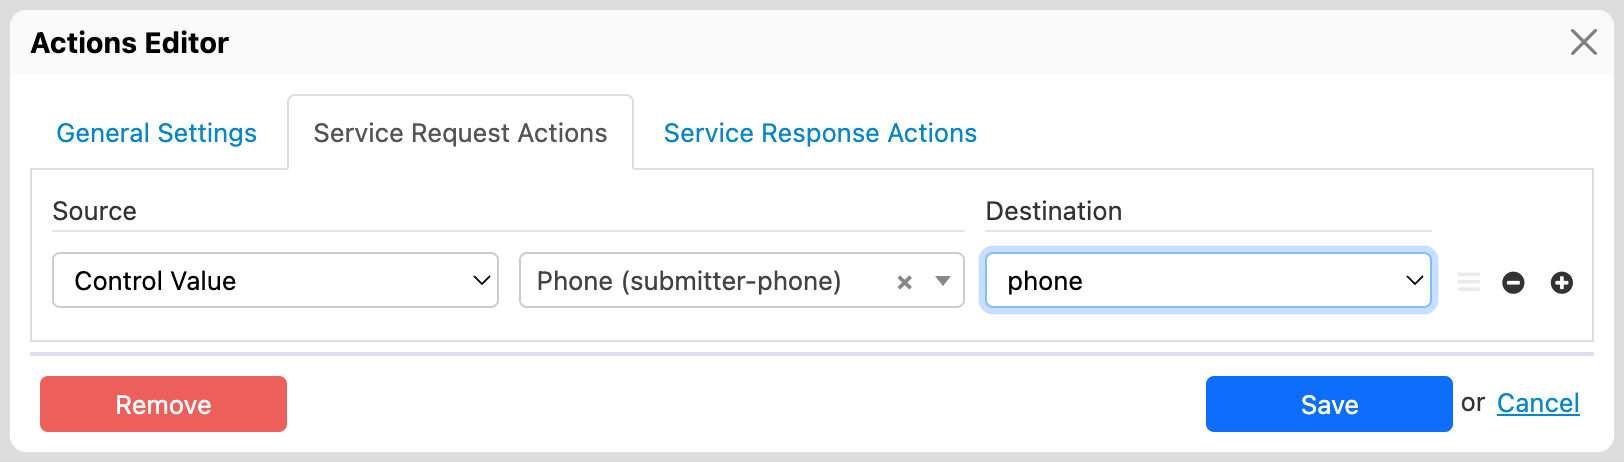 Actions Editor
General Settings Service Request Actions Service Response Actions
Source Destination
Control Value Phone (submitter-phone) phone
Remove Save or Cancel